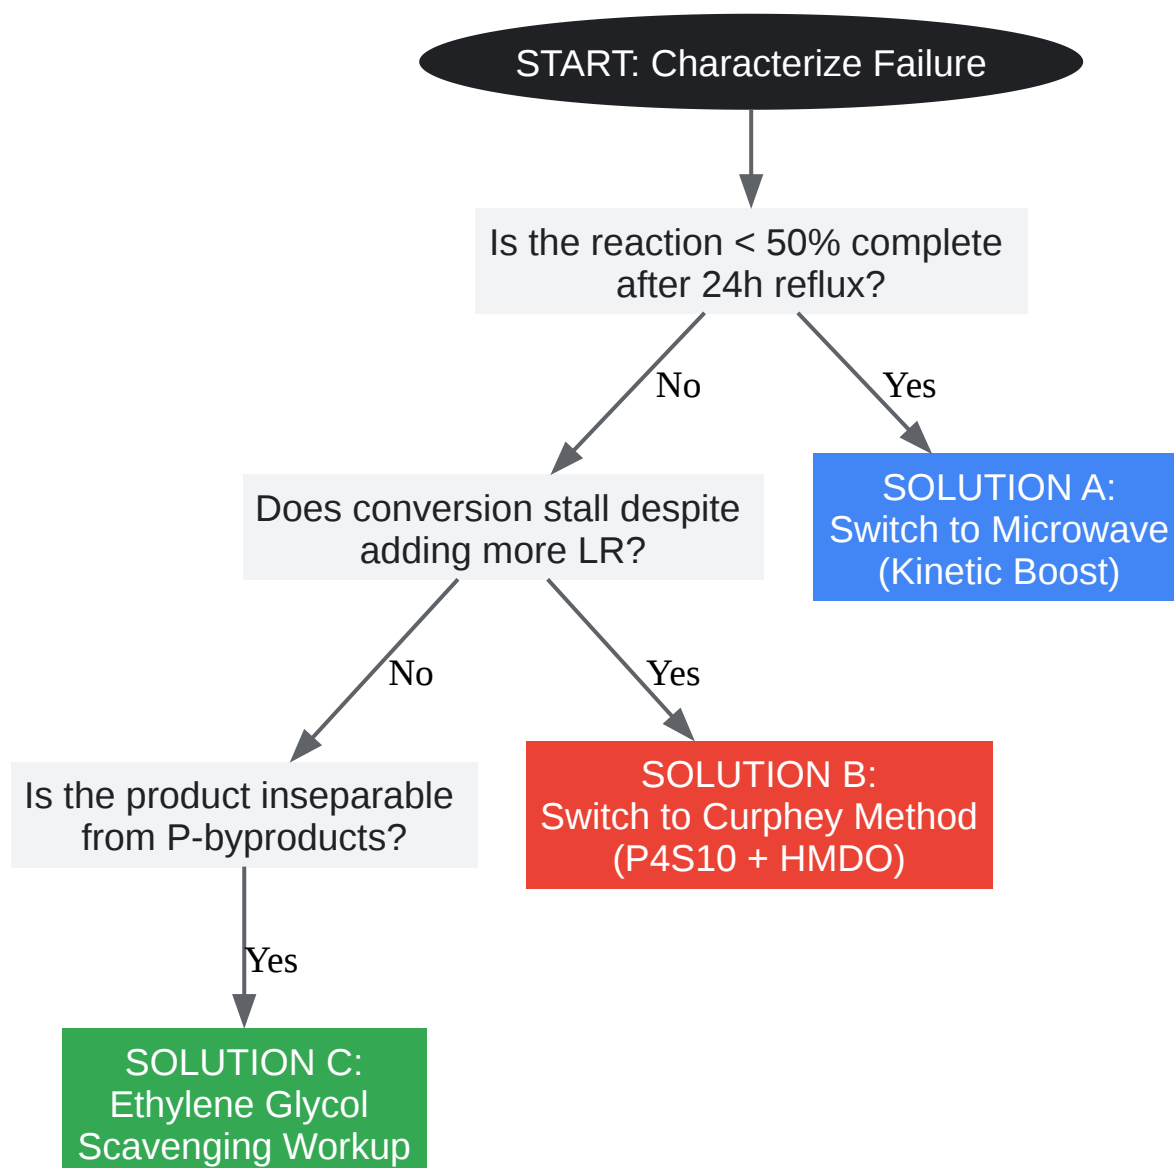 START: Characterize Failure
Is the reaction < 50% complete
after 24h reflux?
No
Yes
Does conversion stall despite
adding more LR?
SOLUTION A:
Switch to Microwave
(Kinetic Boost)
No
Yes
Is the product inseparable
from P-byproducts?
SOLUTION B:
Switch to Curphey Method
(P4S10 + HMDO)
Yes
SOLUTION C:
Ethylene Glycol
Scavenging Workup